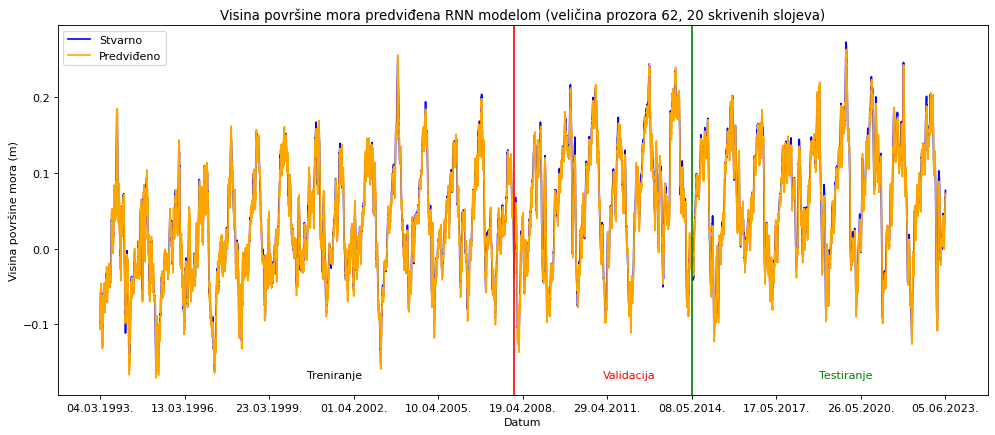 Visina površine mora predviđena RNN modelom (veličina prozora 62, 20 skrivenih slojeva)
Stvarno
Predviđeno
Visina površine mora (m)
0.2
0.1
0.0
−0.1
Treniranje
Validacija
Testiranje
04.03.1993. 13.03.1996. 23.03.1999. 01.04.2002. 10.04.2005. 19.04.2008. 29.04.2011. 08.05.2014. 17.05.2017. 26.05.2020. 05.06.2023.
Datum